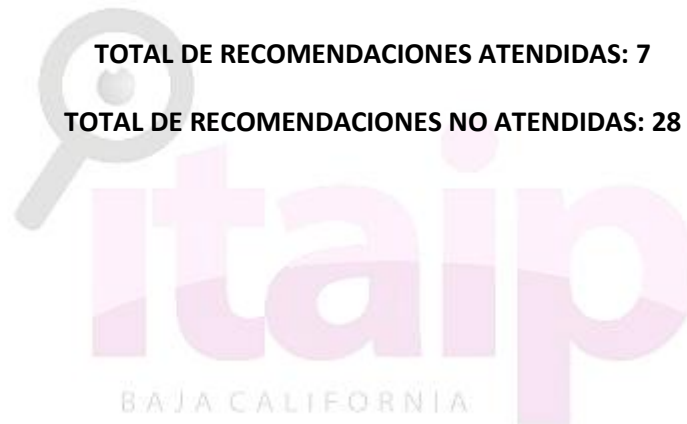 TOTAL DE RECOMENDACIONES ATENDIDAS: 7
TOTAL DE RECOMENDACIONES NO ATENDIDAS: 28
itaip
BAJA CALIFORNIA